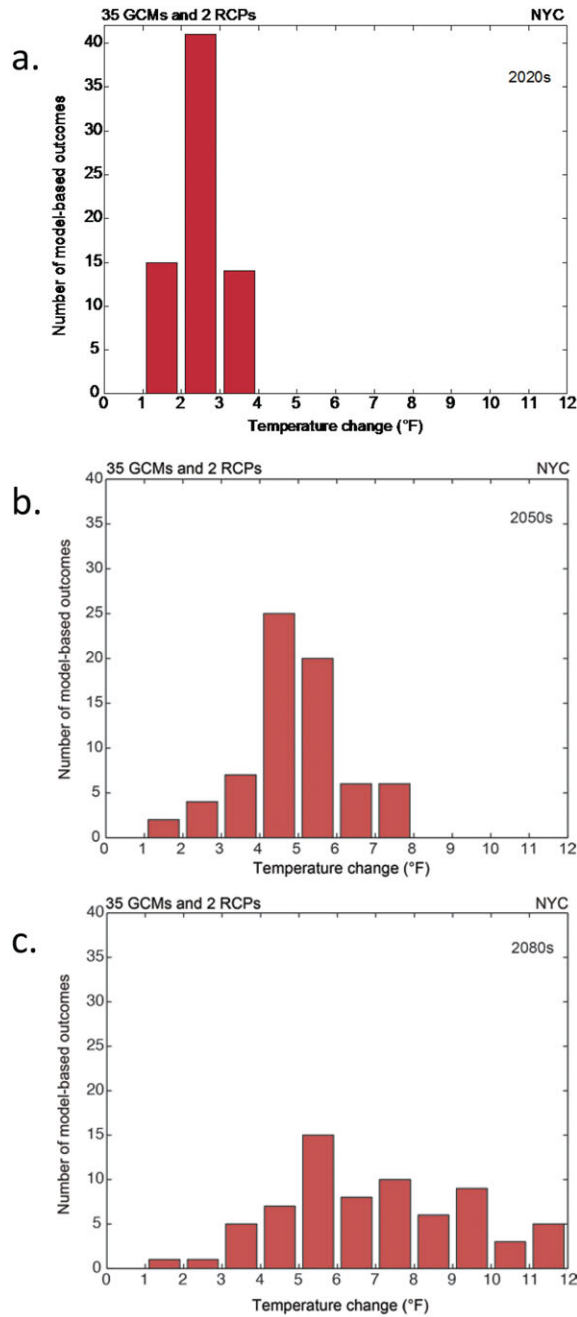 35 GCMs and 2 RCPs NYC
a.
2020s
40
35
30
25
20
15
10
5
0
Number of model-based outcomes
0 1 2 3 4 5 6 7 8 9 10 11 12
Temperature change (°F)
35 GCMs and 2 RCPs NYC
b.
2050s
40
35
30
25
20
15
10
5
0
Number of model-based outcomes
0 1 2 3 4 5 6 7 8 9 10 11 12
Temperature change (°F)
35 GCMs and 2 RCPs NYC
c.
2080s
40
35
30
25
20
15
10
5
0
Number of model-based outcomes
0 1 2 3 4 5 6 7 8 9 10 11 12
Temperature change (°F)